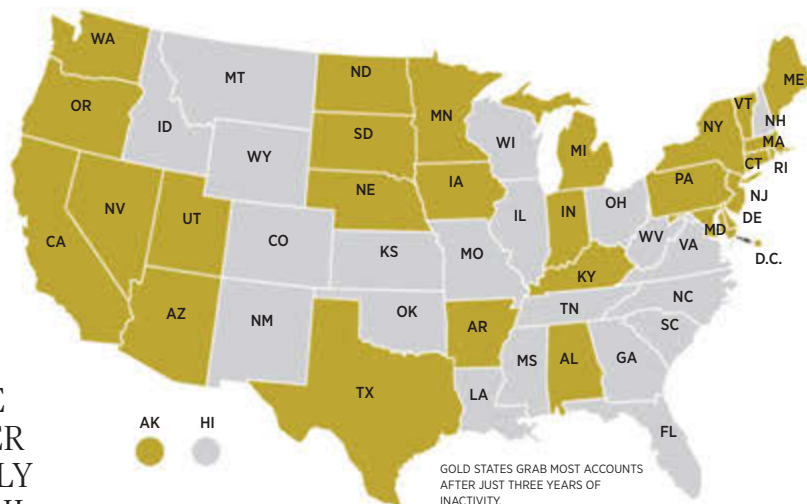 WA
MT
ND
MN
ME
OR
ID
SD
WI
VT
NH
NY
MA
WY
MI
CT
RI
NV
UT
NE
IA
PA
NJ
CA
CO
IL
IN
OH
DE
MD
KS
MO
WV
VA
D.C.
KY
AZ
NM
OK
AR
TN
NC
SC
TX
MS
AL
GA
LA
FL
AK HI
E
ER
LY
GOLD STATES GRAB MOST ACCOUNTS
AFTER JUST THREE YEARS OF
INACTIVITY.